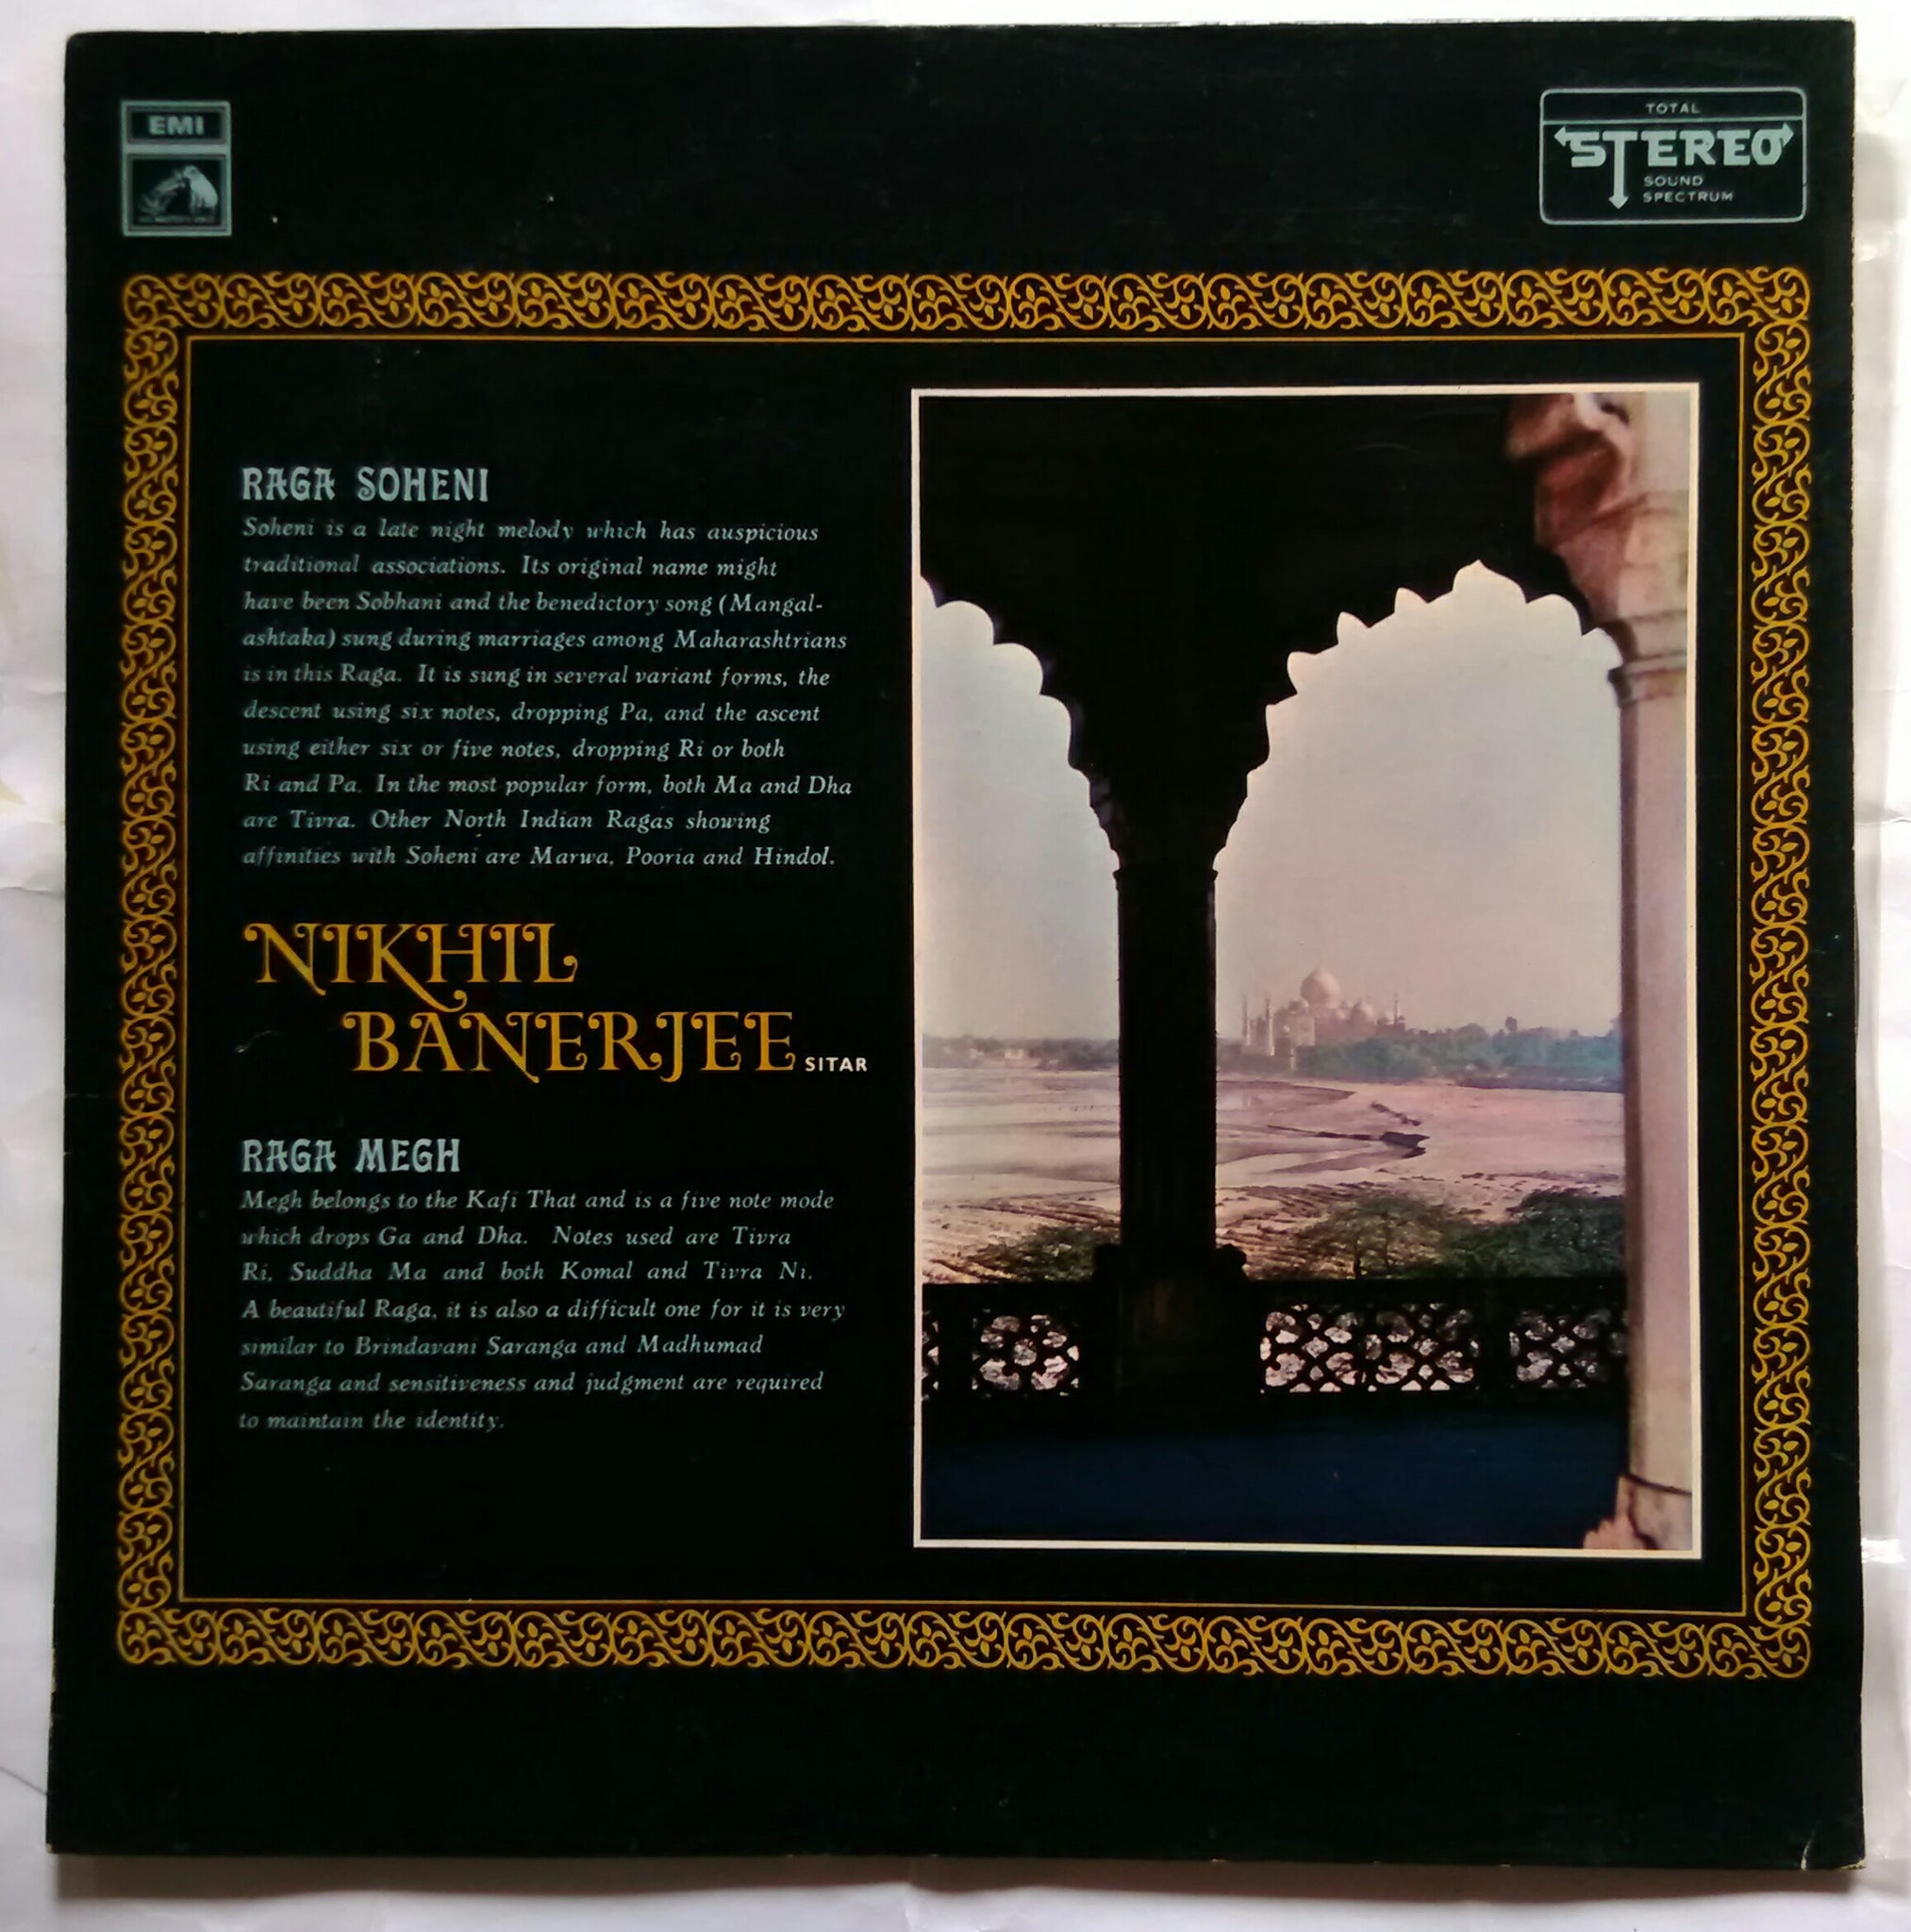 EMI
TOTAL
STEREO
SOUND
SPECTRUM
RAGA SOHENI
Soheni is a late night melody which has auspicious
traditional associations. Its original name might
have been Sobhani and the benedictory song (Mangal-
ashtaka) sung during marriages among Maharashtrians
is in this Raga. It is sung in several variant forms, the
descent using six notes, dropping Pa, and the ascent
using either six or five notes, dropping Ri or both
Ri and Pa. In the most popular form, both Ma and Dha
are Tivra. Other North Indian Ragas showing
affinities with Soheni are Marwa, Pooria and Hindol.
NIKHIL
BANERJEE SITAR
RAGA MEGH
Megh belongs to the Kafi That and is a five note mode
which drops Ga and Dha. Notes used are Tivra
Ri, Suddha Ma and both Komal and Tivra Ni.
A beautiful Raga, it is also a difficult one for it is very
similar to Brindavani Saranga and Madhumad
Saranga and sensitiveness and judgment are required
to maintain the identity.